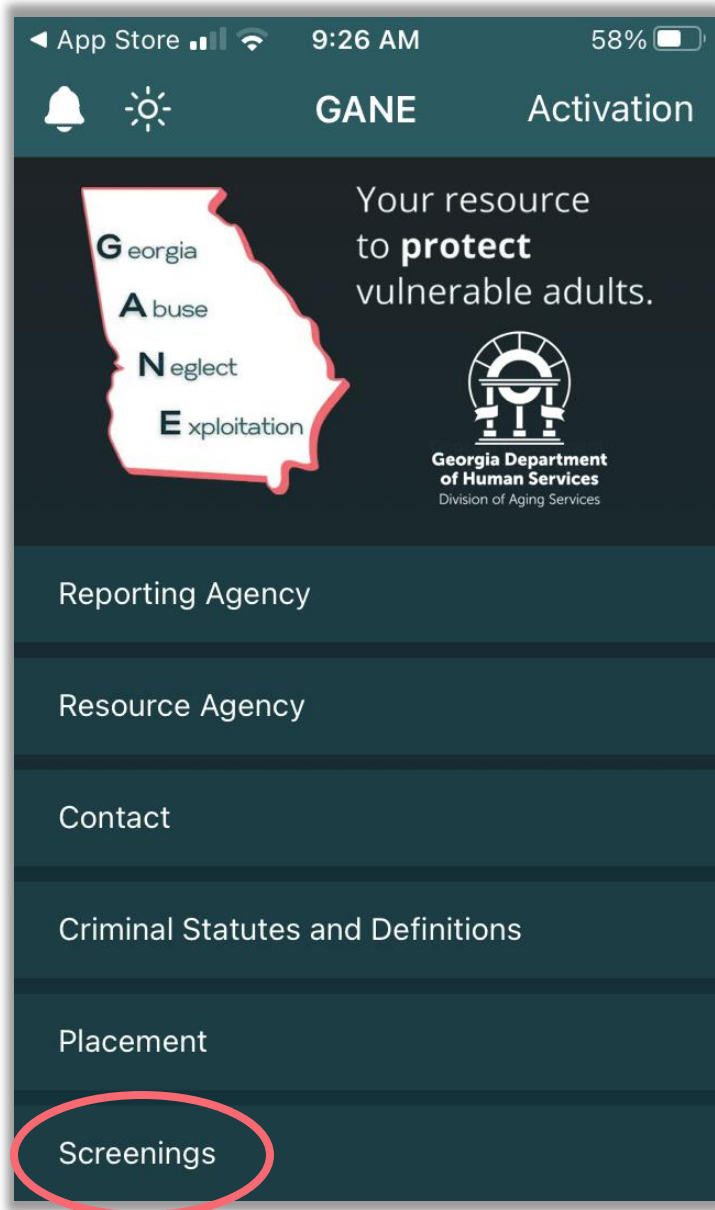 ◀ App Store 9:26 AM 58%
GANE Activation
Georgia
Abuse
Neglect
Exploitation
Your resource
to protect
vulnerable adults.
Georgia Department
of Human Services
Division of Aging Services
Reporting Agency
Resource Agency
Contact
Criminal Statutes and Definitions
Placement
Screenings